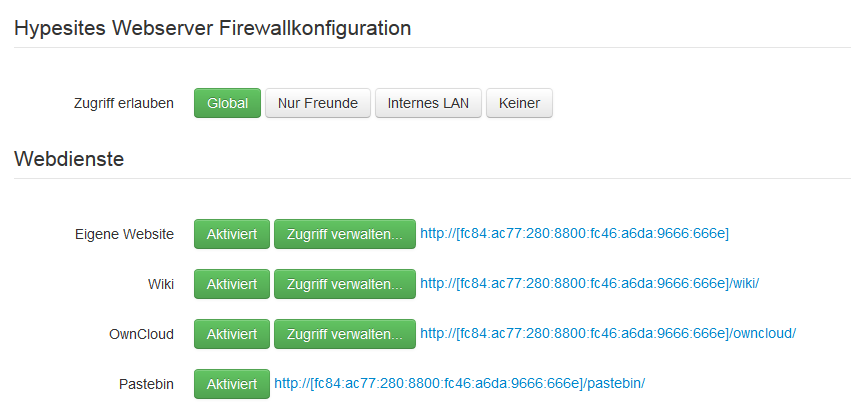 Hypesites Webserver Firewallkonfiguration
Zugriff erlauben Global Nur Freunde Internes LAN Keiner
Webdienste
Eigene Website Aktiviert Zugriff verwalten... http://[fc84:ac77:280:8800:fc46:a6da:9666:666e]
Wiki Aktiviert Zugriff verwalten... http://[fc84:ac77:280:8800:fc46:a6da:9666:666e]/wiki/
OwnCloud Aktiviert Zugriff verwalten... http://[fc84:ac77:280:8800:fc46:a6da:9666:666e]/owncloud/
Pastebin Aktiviert http://[fc84:ac77:280:8800:fc46:a6da:9666:666e]/pastebin/